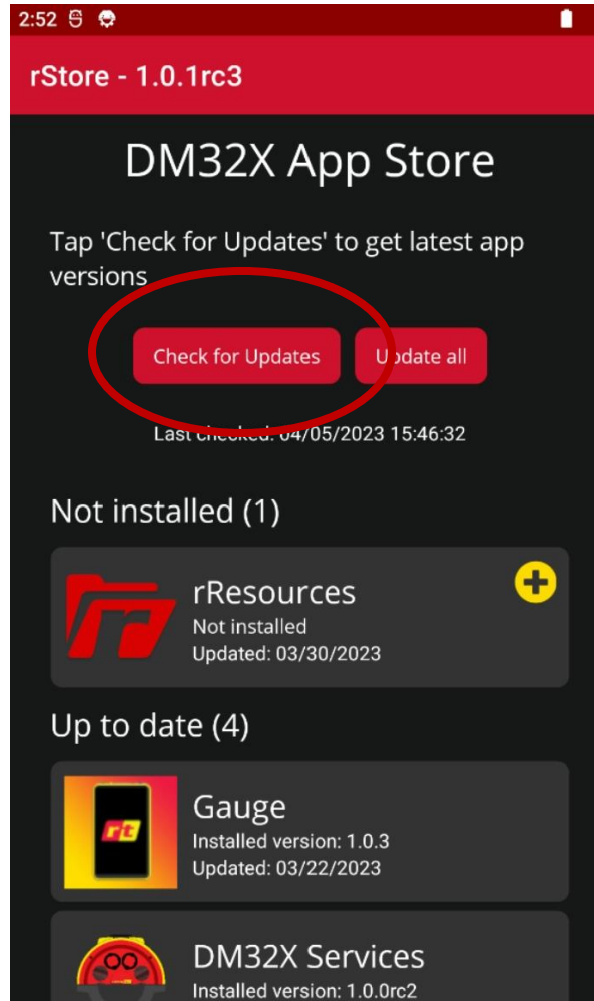 2:52
rStore - 1.0.1rc3
DM32X App Store
Tap 'Check for Updates' to get latest app
versions
Check for Updates
Update all
Last checked: 04/05/2023 15:46:32
Not installed (1)
rResources
Not installed
Updated: 03/30/2023
Up to date (4)
rt
Gauge
Installed version: 1.0.3
Updated: 03/22/2023
DM32X Services
Installed version: 1.0.0rc2